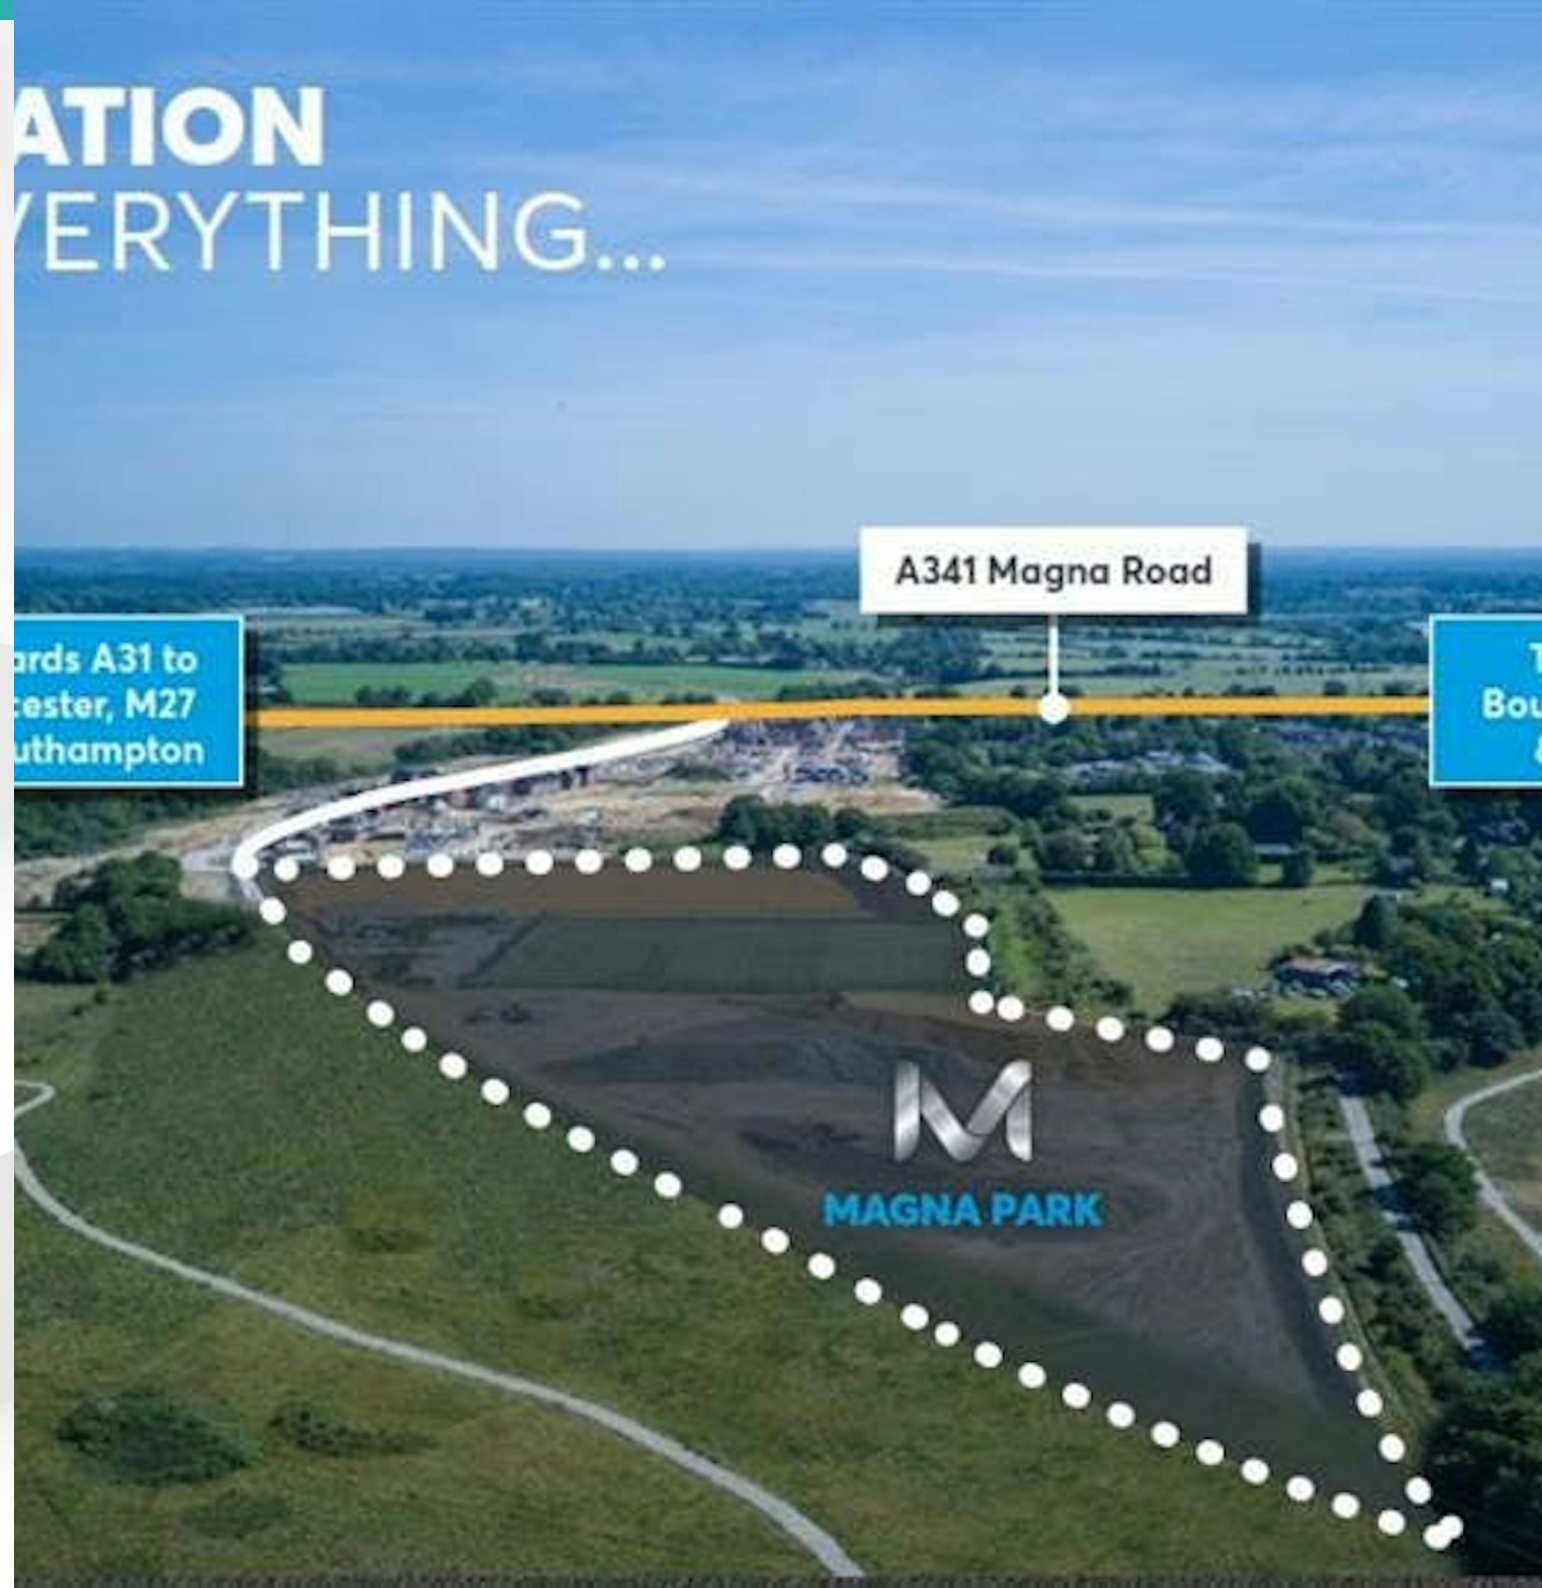 ATION
VERYTHING...
A341 Magna Road
ards A31 to
cester, M27
uthampton
Bou
M
MAGNA PARK